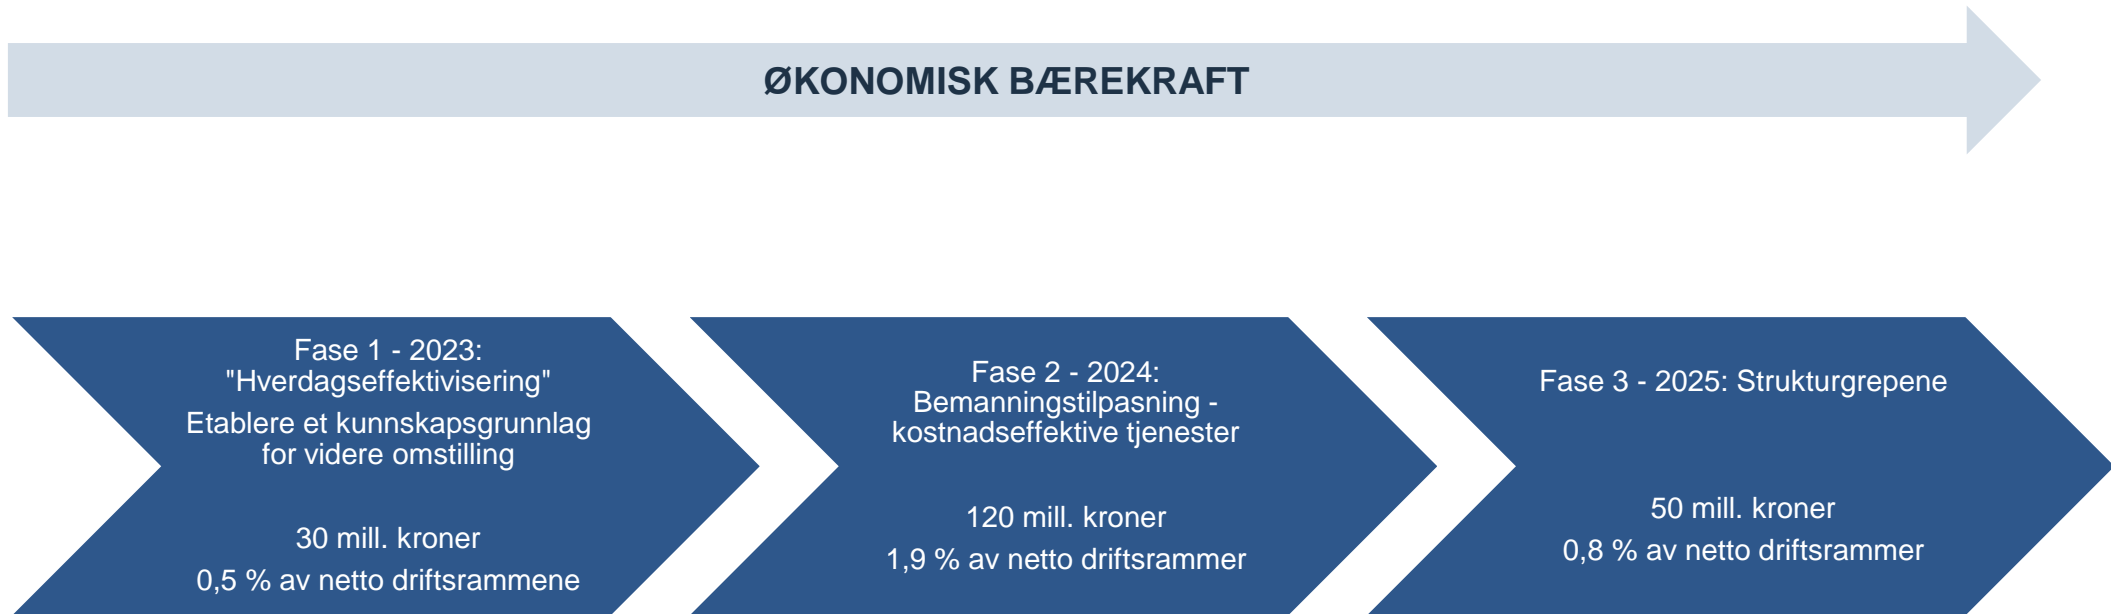 ØKONOMISK BÆREKRAFT
Fase 1 - 2023:
"Hverdagseffektivisering"
Etablere et kunnskapsgrunnlag
for videre omstilling
30 mill. kroner
0,5 % av netto driftsrammene
Fase 2 - 2024:
Bemanningstilpasning -
kostnadseffektive tjenester
120 mill. kroner
1,9 % av netto driftsrammer
Fase 3 - 2025: Strukturgrepene
50 mill. kroner
0,8 % av netto driftsrammer